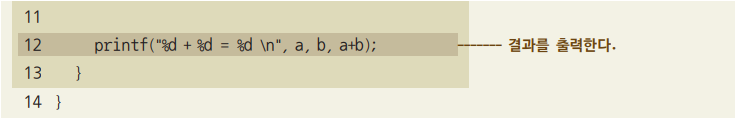 11
12 printf("%d + %d = %d \n", a, b, a+b); 결과를 출력한다.
13 }
14 }